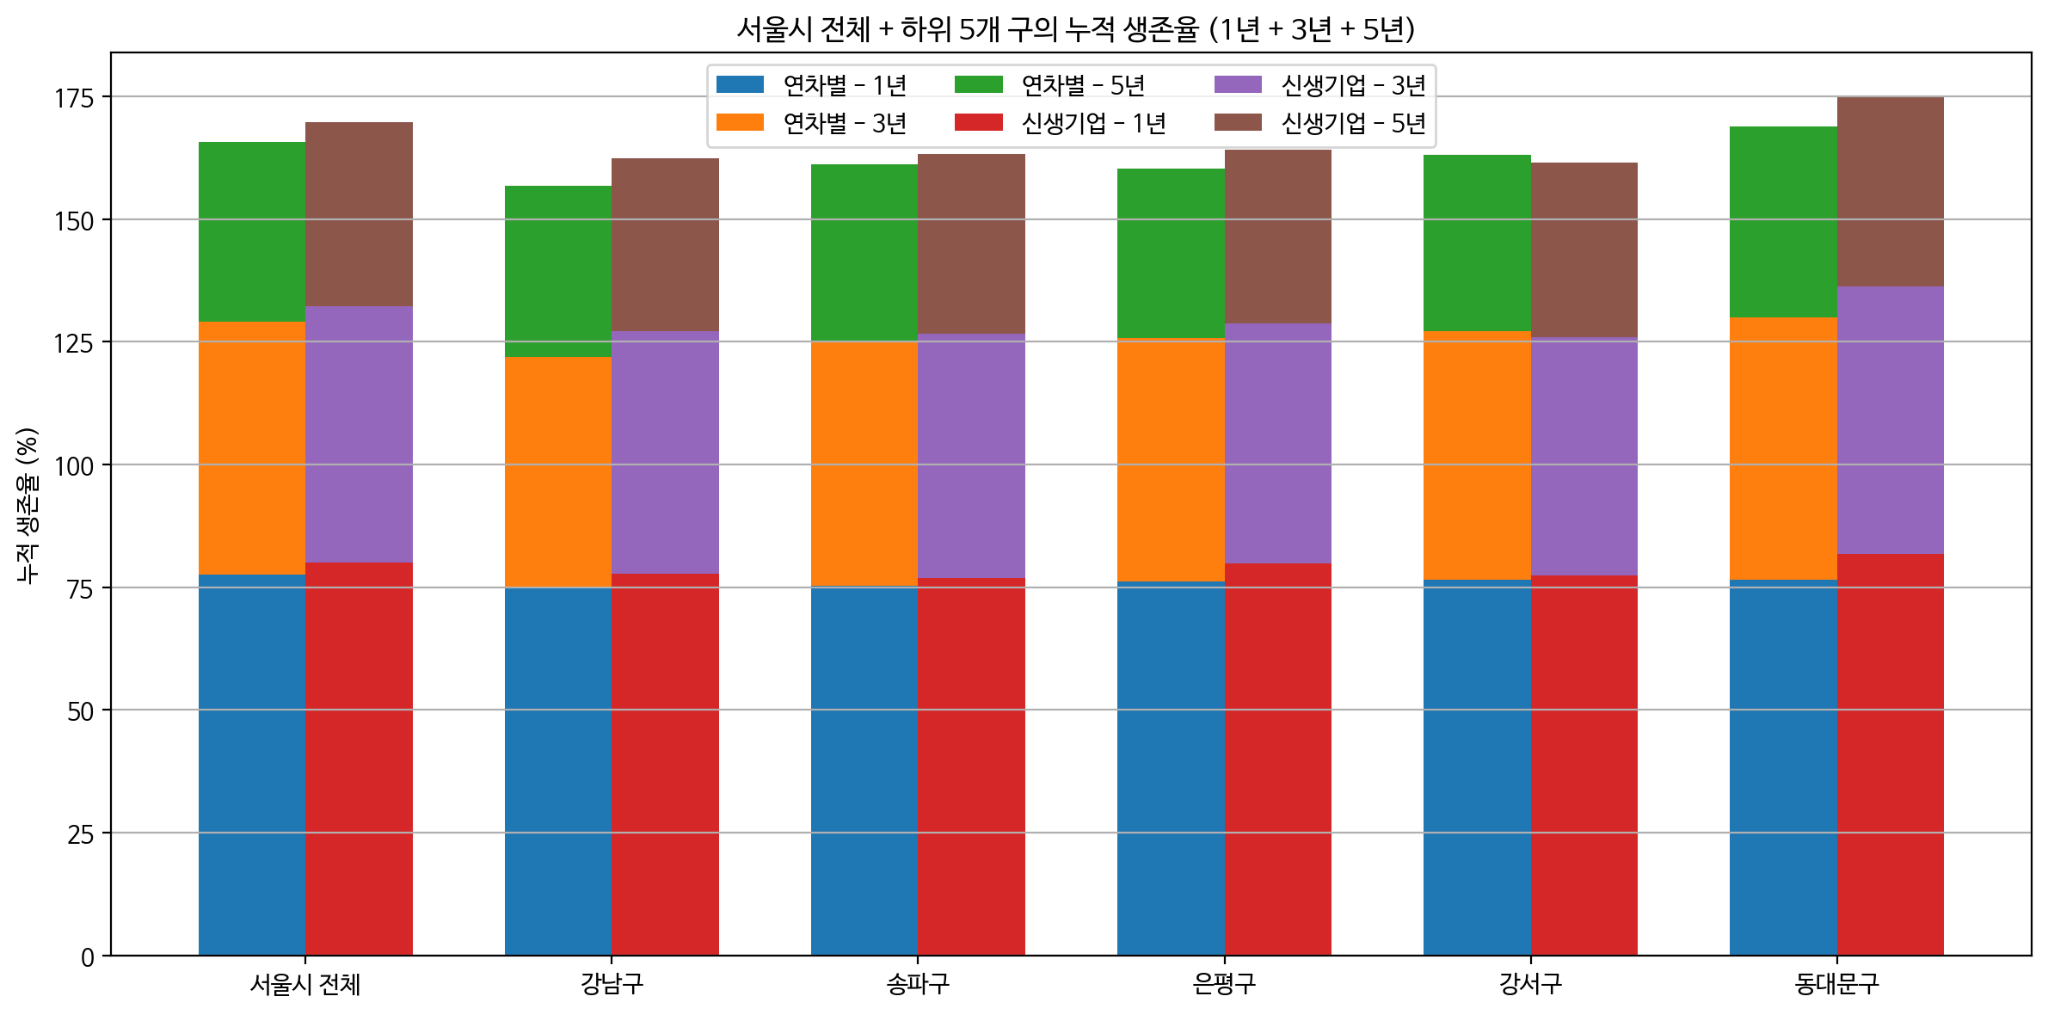 서울시 전체 + 하위 5개 구의 누적 생존율 (1년 + 3년 + 5년)
연차별 – 1년 연차별 – 5년 신생기업 – 3년
연차별 – 3년 신생기업 – 1년 신생기업 – 5년
누적 생존율 (%)
175
150
125
100
75
50
25
0
서울시 전체 강남구 송파구 은평구 강서구 동대문구